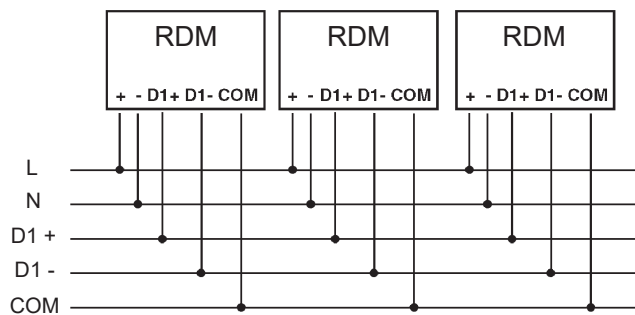 RDM RDM RDM
+ - D1+ D1- COM + - D1+ D1- COM + - D1+ D1- COM
L
N
D1 +
D1 -
COM